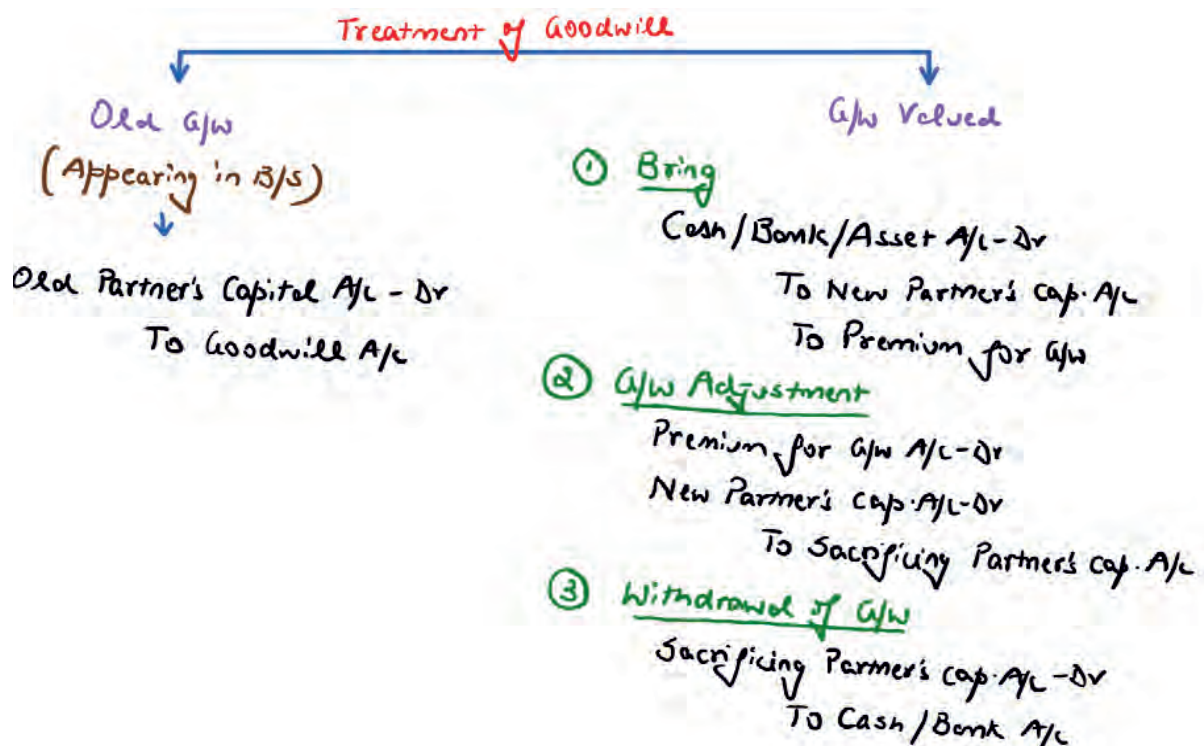 Treatment of Goodwill
Old G/w
(Appearing in B/S)
Old Partner's Capital A/c - Dr
To Goodwill A/c
G/w Valued
① Bring
Cash/Bank/Asset A/c-Dr
To New Partner's Cap. A/c
To Premium for G/w
② G/w Adjustment
Premium for G/w A/c-Dr
New Partner's Cap. A/c-Dr
To Sacrificing Partner's Cap. A/c
③ Withdrawal of G/w
Sacrificing Partner's Cap. A/c-Dr
To Cash/Bank A/c